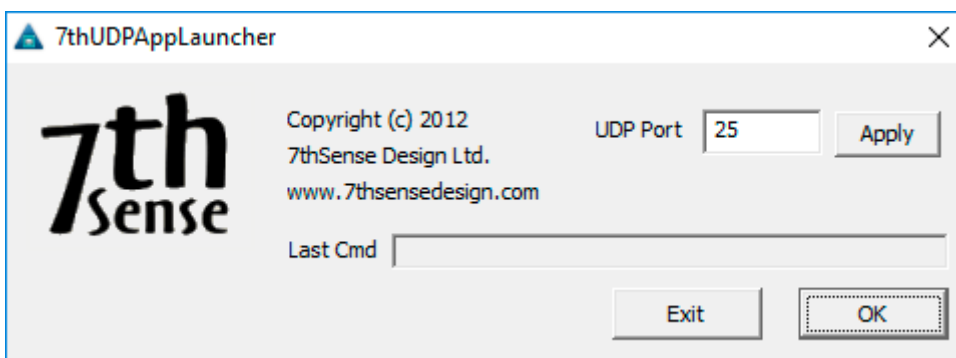 7thUDPAppLauncher
7th
Sense
Copyright (c) 2012
7thSense Design Ltd.
www.7thsensedesign.com
UDP Port
25
Apply
Last Cmd
Exit
OK